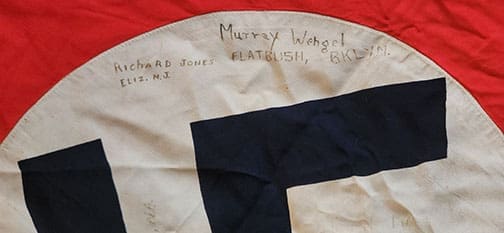 Murray Wengel
FLATBUSH, BKLYN.
RICHARD JONES
ELIZ. N.J.